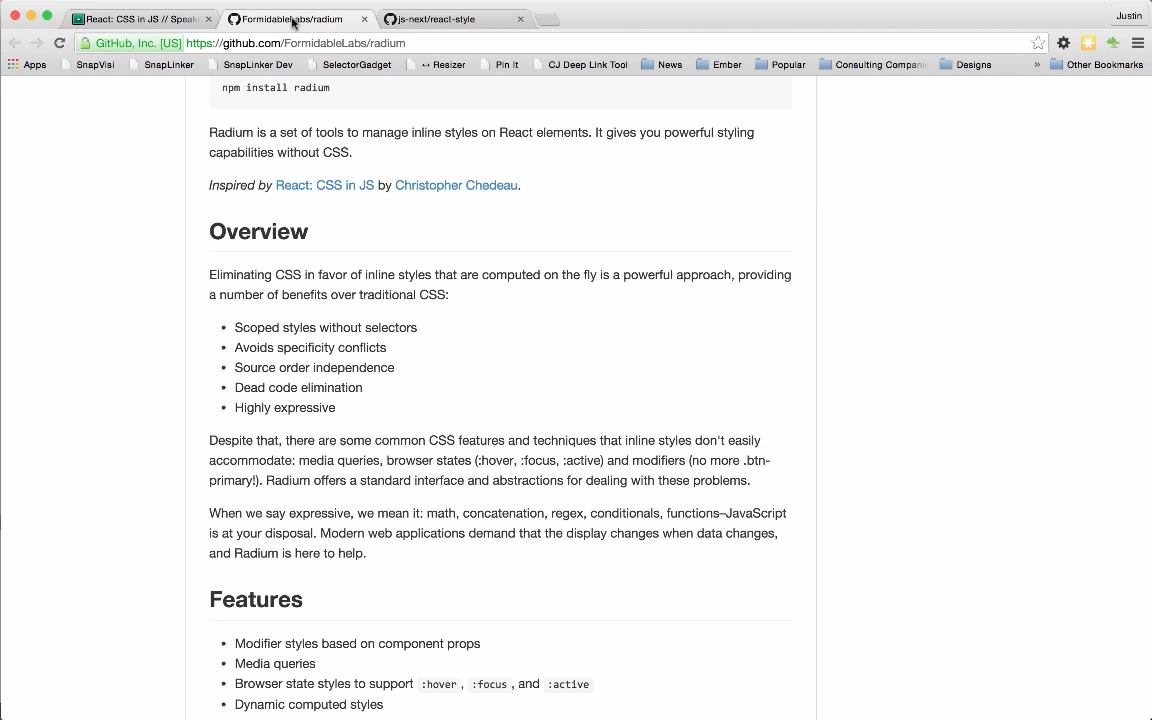 React: CSS in JS // Speake
FormidableLabs/radium
js-next/react-style
Justin
GitHub, Inc. [US] https://github.com/FormidableLabs/radium
Apps SnapVisi SnapLinker SnapLinker Dev SelectorGadget ↔ Resizer Pin It CJ Deep Link Tool News Ember Popular Consulting Compani Designs » Other Bookmarks
npm install radium
Radium is a set of tools to manage inline styles on React elements. It gives you powerful styling
capabilities without CSS.
Inspired by React: CSS in JS by Christopher Chedeau.
Overview
Eliminating CSS in favor of inline styles that are computed on the fly is a powerful approach, providing
a number of benefits over traditional CSS:
• Scoped styles without selectors
• Avoids specificity conflicts
• Source order independence
• Dead code elimination
• Highly expressive
Despite that, there are some common CSS features and techniques that inline styles don't easily
accommodate: media queries, browser states (:hover, :focus, :active) and modifiers (no more .btn-
primary!). Radium offers a standard interface and abstractions for dealing with these problems.
When we say expressive, we mean it: math, concatenation, regex, conditionals, functions–JavaScript
is at your disposal. Modern web applications demand that the display changes when data changes,
and Radium is here to help.
Features
• Modifier styles based on component props
• Media queries
• Browser state styles to support :hover, :focus, and :active
• Dynamic computed styles